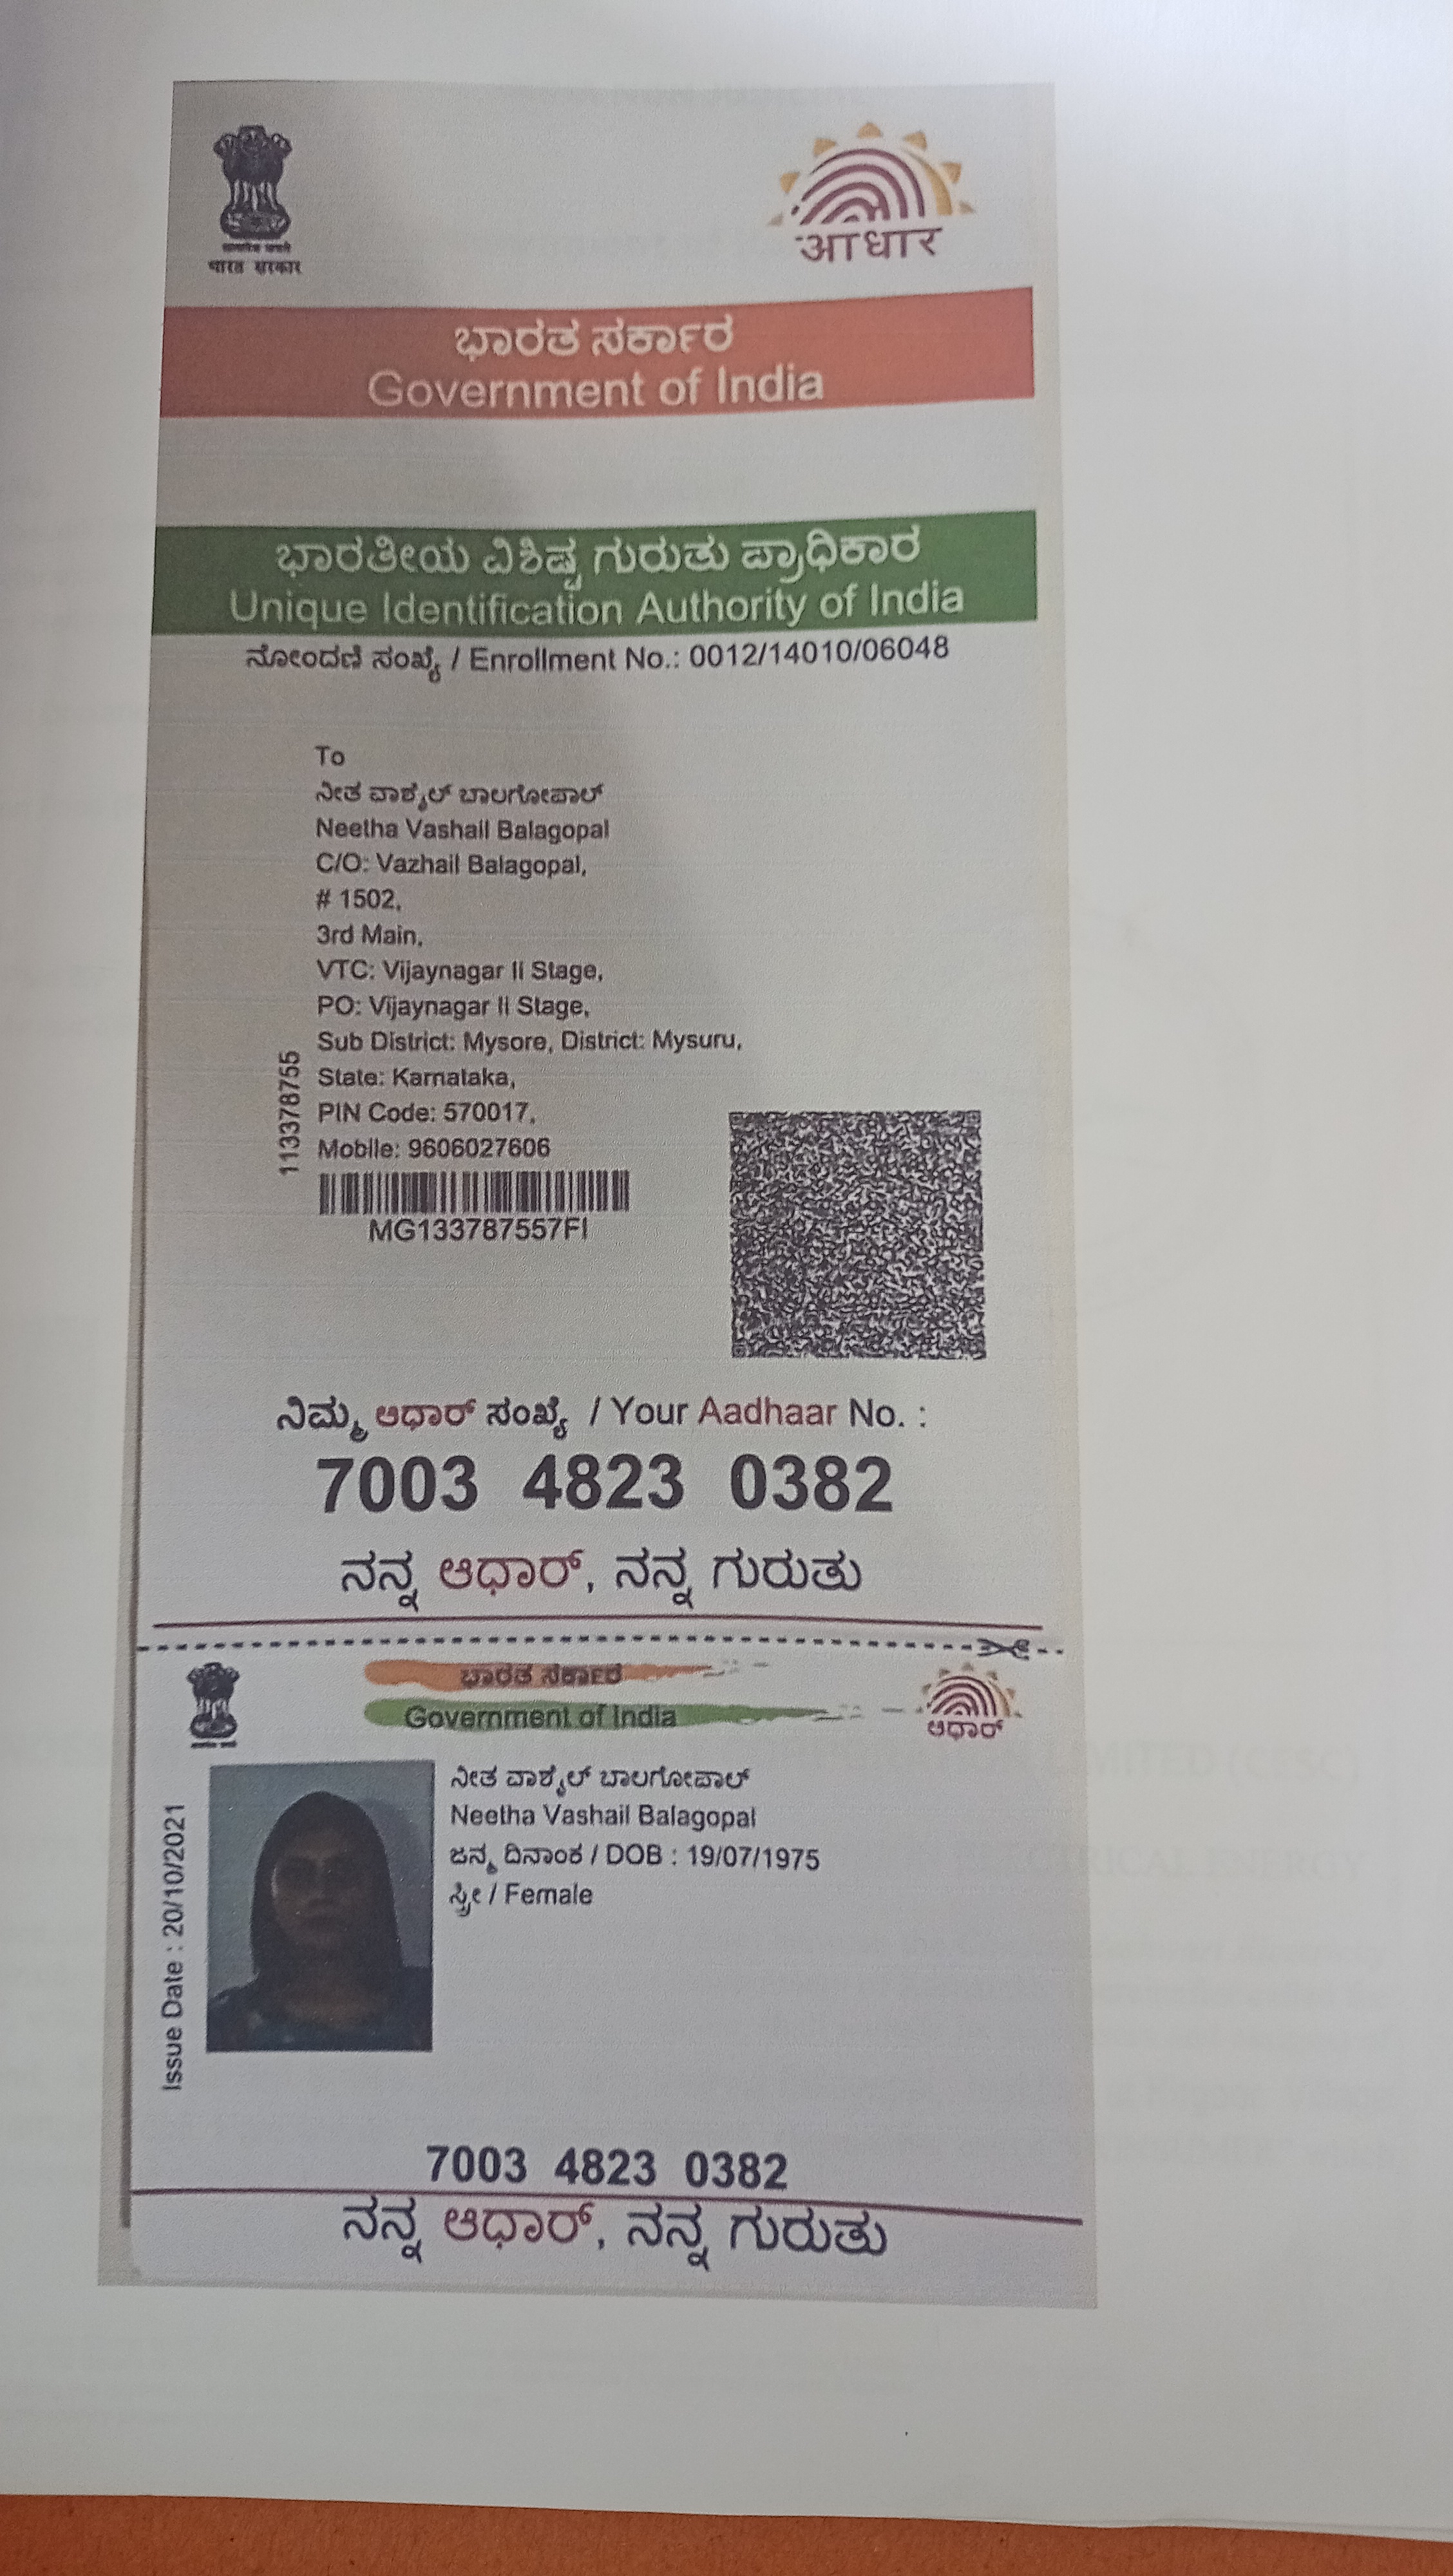 भारत सरकार
आधार
ಭಾರತ ಸರ್ಕಾರ
Government of India
ಭಾರತೀಯ ವಿಶಿಷ್ಟ ಗುರುತು ಪ್ರಾಧಿಕಾರ
Unique Identification Authority of India
ನೋಂದಣಿ ಸಂಖ್ಯೆ / Enrollment No.: 0012/14010/06048
To
ನೀತ ವಾಶೈಲ್ ಬಾಲಗೋಪಾಲ್
Neetha Vashail Balagopal
C/O: Vazhail Balagopal,
# 1502,
3rd Main,
VTC: Vijaynagar Ii Stage,
PO: Vijaynagar Ii Stage,
Sub District: Mysore, District: Mysuru,
State: Karnataka,
PIN Code: 570017,
Mobile: 9606027606
113378755
MG133787557FI
ನಿಮ್ಮ ಆಧಾರ್ ಸಂಖ್ಯೆ / Your Aadhaar No. :
7003 4823 0382
ನನ್ನ ಆಧಾರ್, ನನ್ನ ಗುರುತು
ಭಾರತ ಸರ್ಕಾರ
Government of India
ಆಧಾರ್
ನೀತ ವಾಶೈಲ್ ಬಾಲಗೋಪಾಲ್
Neetha Vashail Balagopal
ಜನ್ಮ ದಿನಾಂಕ / DOB : 19/07/1975
ಸ್ತ್ರೀ / Female
Issue Date : 20/10/2021
7003 4823 0382
ನನ್ನ ಆಧಾರ್, ನನ್ನ ಗುರುತು